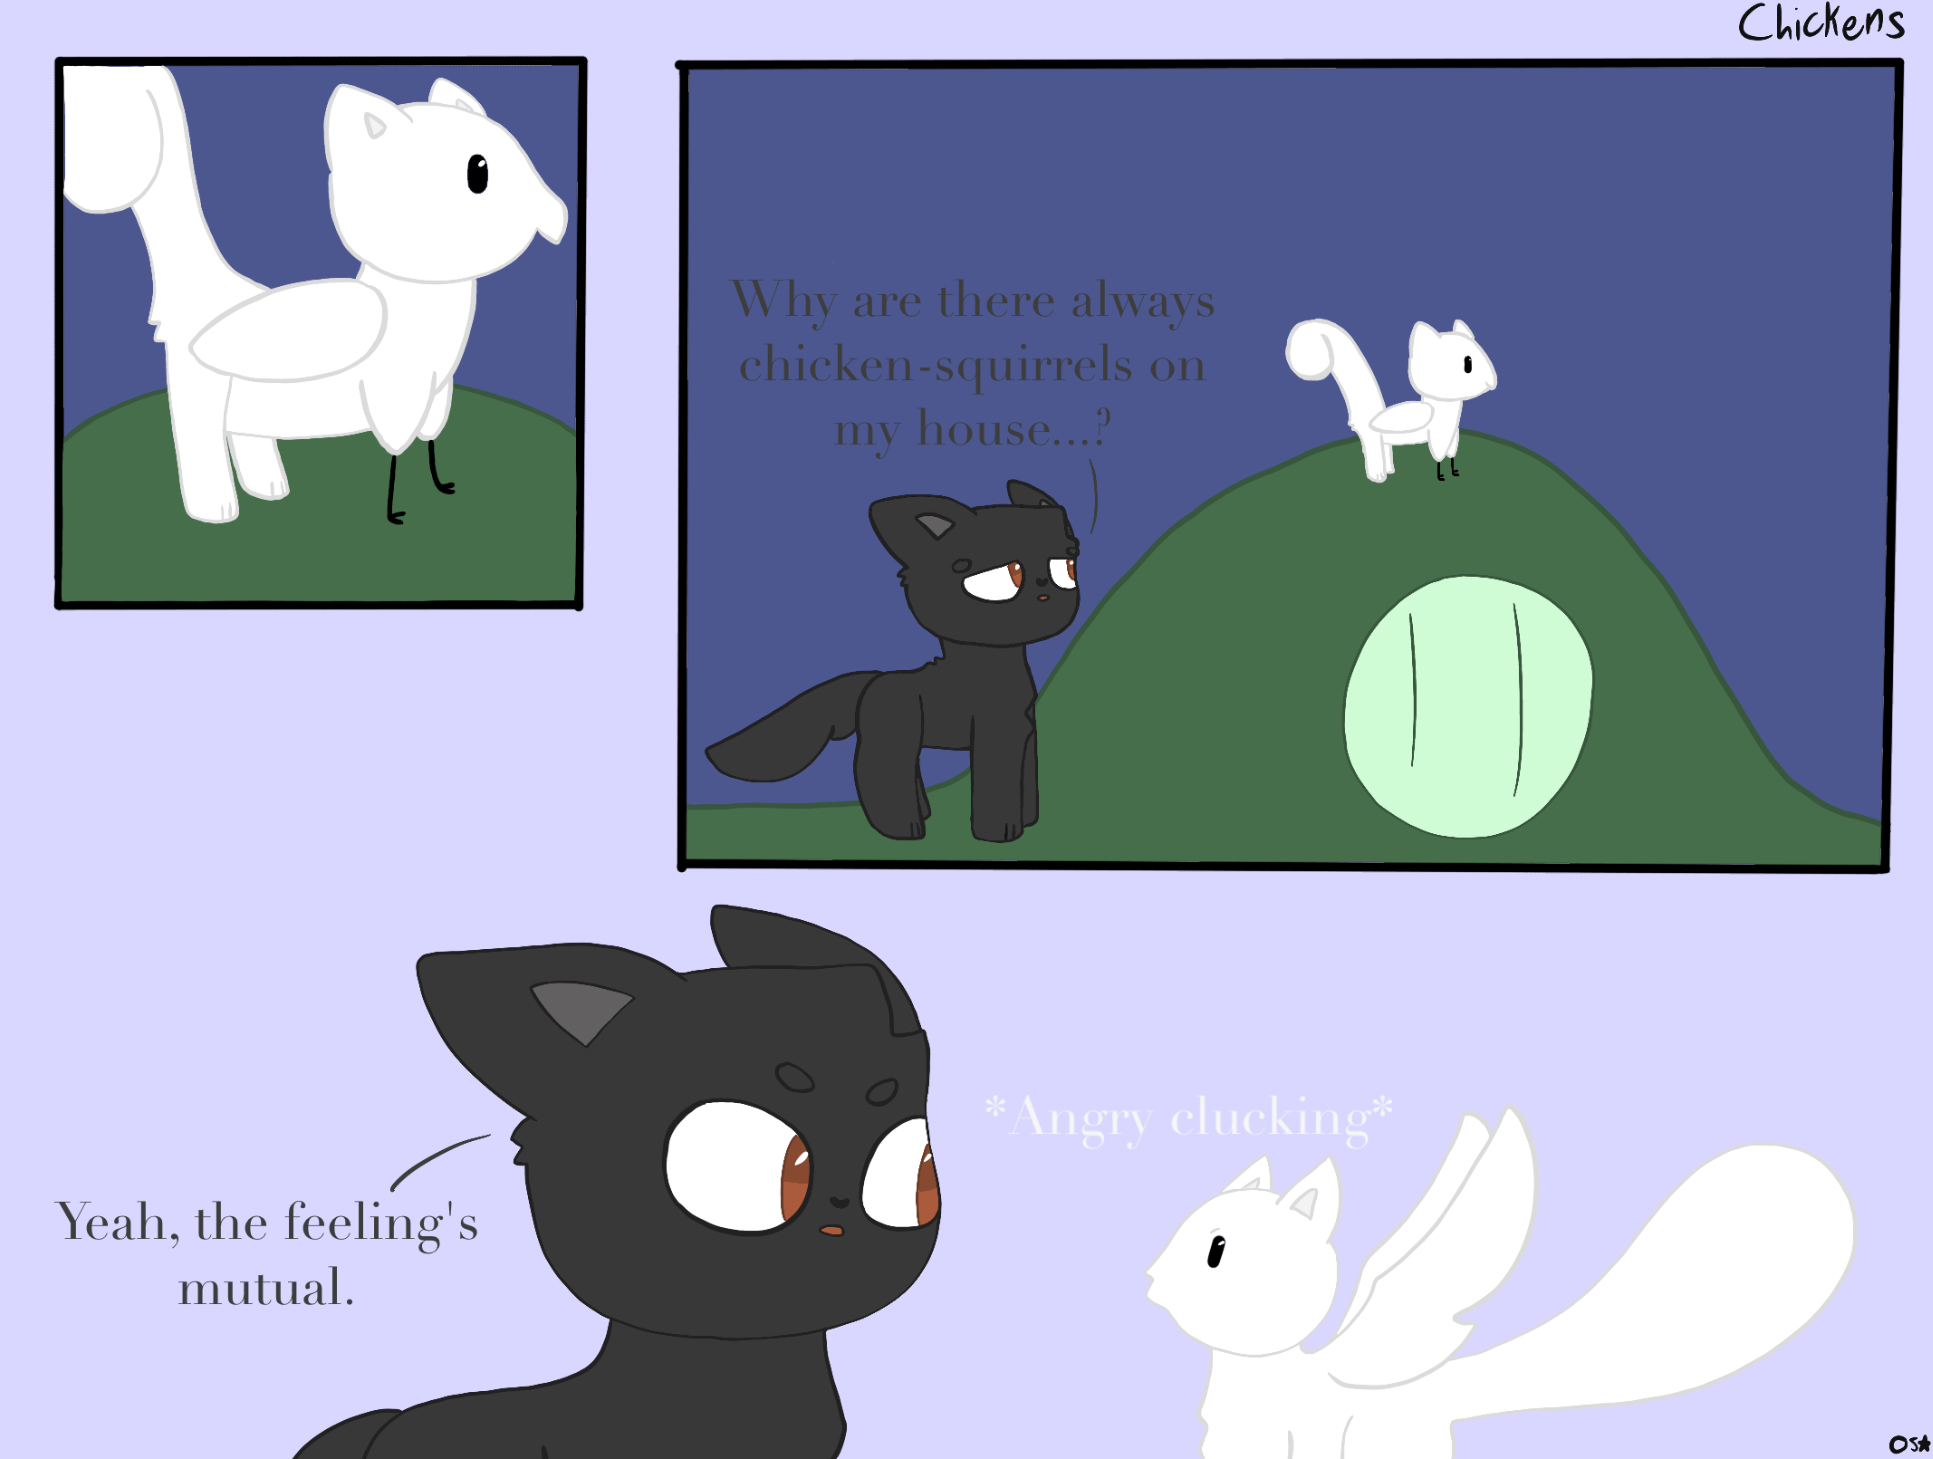 Chickens
Why are there always
chicken-squirrels on
my house...?
*Angry clucking*
Yeah, the feeling's
mutual.